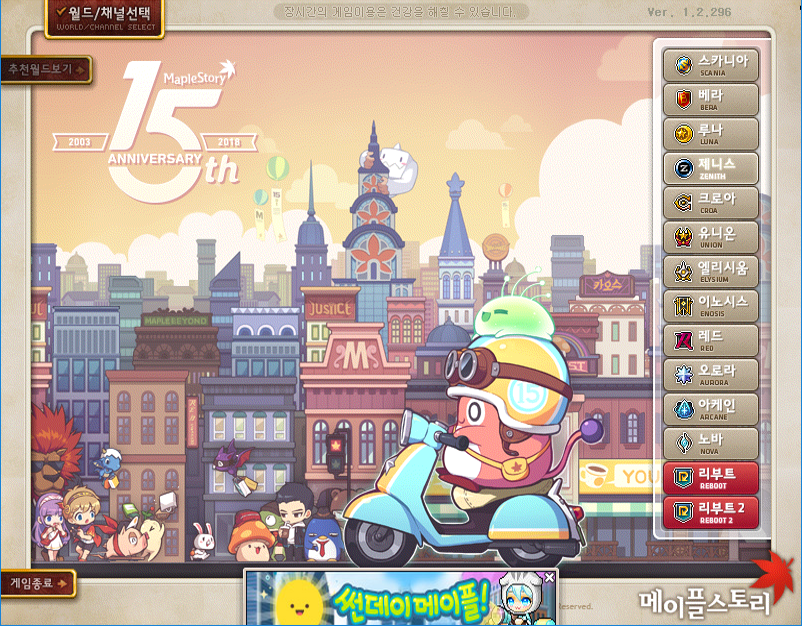 ✓월드/채널선택
WORLD/CHANNEL SELECT
장시간의 게임이용은 건강을 해칠 수 있습니다.
Ver. 1.2.296
추천월드보기
MapleStory
15th
2003
ANNIVERSARY
2018
스카니아
SCANIA
베라
BERA
루나
LUNA
제니스
ZENITH
크로아
CROA
유니온
UNION
엘리시움
ELYSIUM
이노시스
ENOSIS
레드
RED
오로라
AURORA
아케인
ARCANE
노바
NOVA
리부트
REBOOT
리부트2
REBOOT 2
카오스
JUSTICE
MAPLEBEYOND
M
15
YOU
게임종료
썬데이메이플!
reserved.
메이플스토리